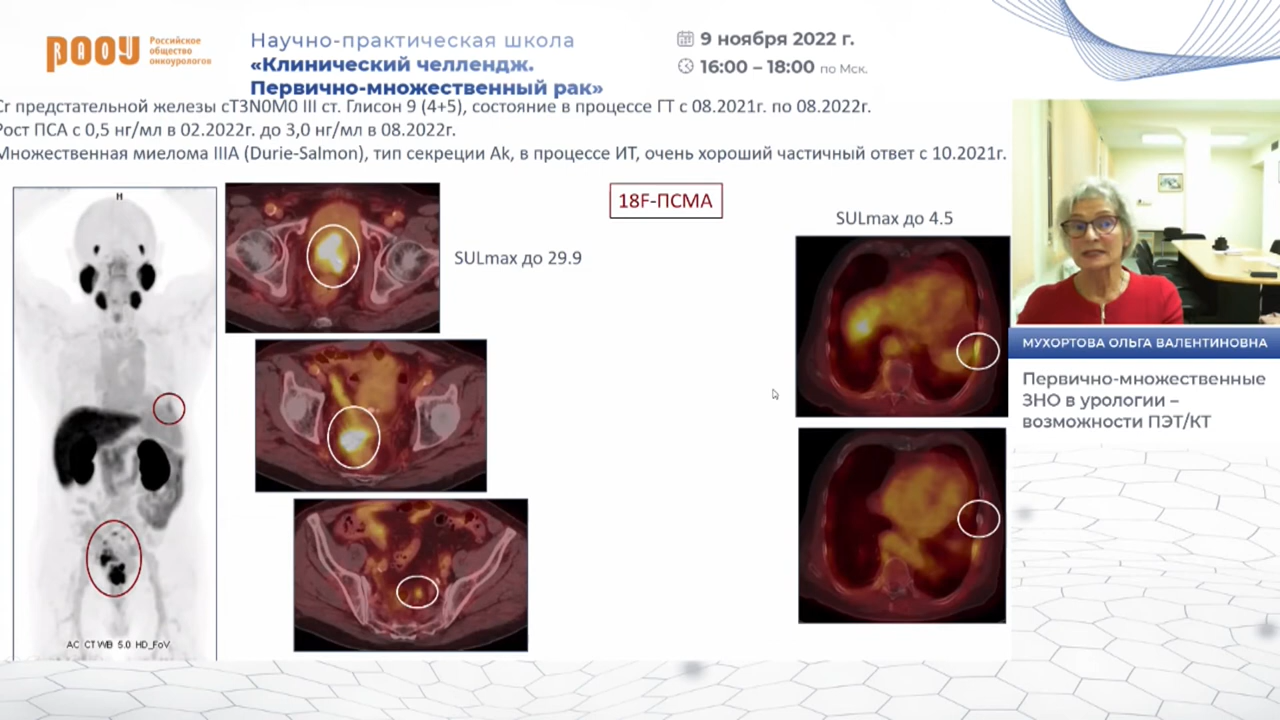 РАОУ
Российское
общество
онкоурологов
Научно-практическая школа
«Клинический челлендж.
Первично-множественный рак»
9 ноября 2022 г.
16:00 – 18:00 по Мск.
Cr предстательной железы cT3N0M0 III ст. Глисон 9 (4+5), состояние в процессе ГТ с 08.2021г. по 08.2022г.
Рост ПСА с 0,5 нг/мл в 02.2022г. до 3,0 нг/мл в 08.2022г.
Множественная миелома IIIA (Durie-Salmon), тип секреции Ak, в процессе ИТ, очень хороший частичный ответ с 10.2021г.
H
18F-ПСМА
SULmax до 4.5
SULmax до 29.9
AC CT WB 5.0 HD_FoV
МУХОРТОВА ОЛЬГА ВАЛЕНТИНОВНА
Первично-множественные
ЗНО в урологии –
возможности ПЭТ/КТ